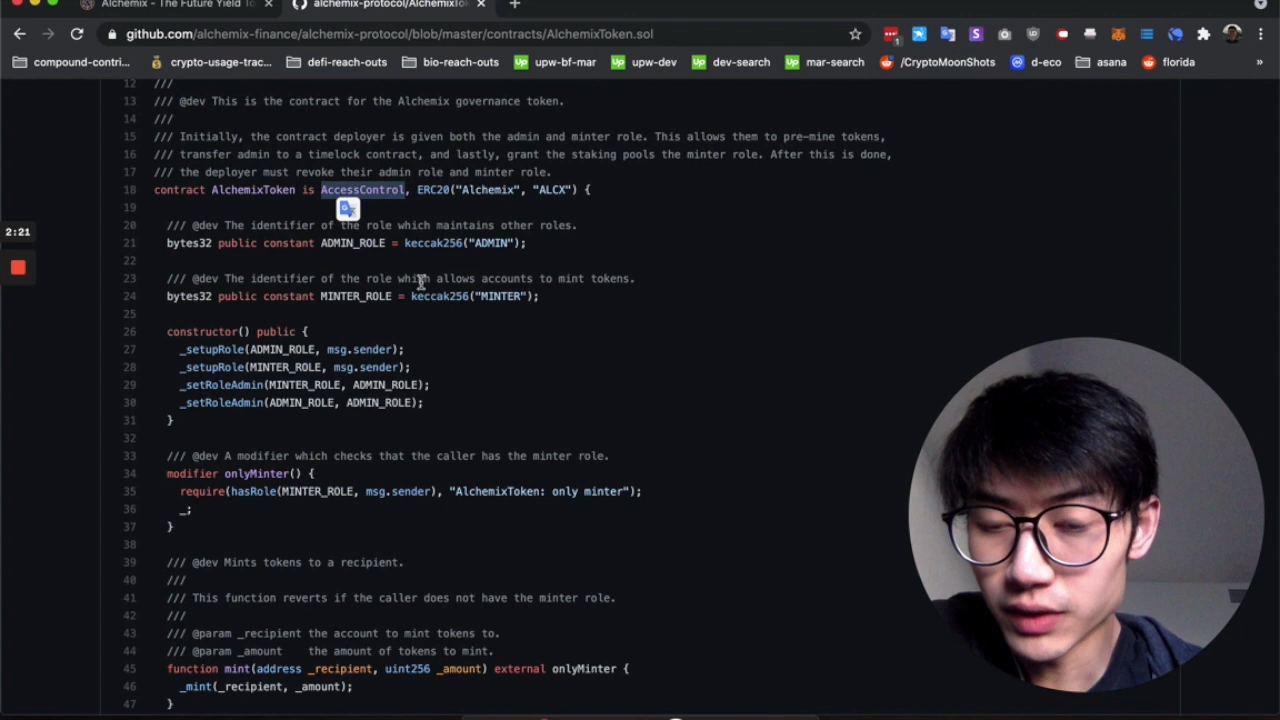 Alchemix - The Future Yield To
alchemix-protocol/AlchemixTok
github.com/alchemix-finance/alchemix-protocol/blob/master/contracts/AlchemixToken.sol
1
compound-contri...
crypto-usage-trac...
defi-reach-outs
bio-reach-outs
Up upw-bf-mar
Up upw-dev
Up dev-search
Up mar-search
/CryptoMoonShots
d-eco
asana
florida
»
12 ///
13 /// @dev This is the contract for the Alchemix governance token.
14 ///
15 /// Initially, the contract deployer is given both the admin and minter role. This allows them to pre-mine tokens,
16 /// transfer admin to a timelock contract, and lastly, grant the staking pools the minter role. After this is done,
17 /// the deployer must revoke their admin role and minter role.
18 contract AlchemixToken is AccessControl, ERC20("Alchemix", "ALCX") {
19
20 /// @dev The identifier of the role which maintains other roles.
21 bytes32 public constant ADMIN_ROLE = keccak256("ADMIN");
22
23 /// @dev The identifier of the role which allows accounts to mint tokens.
24 bytes32 public constant MINTER_ROLE = keccak256("MINTER");
25
26 constructor() public {
27 _setupRole(ADMIN_ROLE, msg.sender);
28 _setupRole(MINTER_ROLE, msg.sender);
29 _setRoleAdmin(MINTER_ROLE, ADMIN_ROLE);
30 _setRoleAdmin(ADMIN_ROLE, ADMIN_ROLE);
31 }
32
33 /// @dev A modifier which checks that the caller has the minter role.
34 modifier onlyMinter() {
35 require(hasRole(MINTER_ROLE, msg.sender), "AlchemixToken: only minter");
36 _;
37 }
38
39 /// @dev Mints tokens to a recipient.
40 ///
41 /// This function reverts if the caller does not have the minter role.
42 ///
43 /// @param _recipient the account to mint tokens to.
44 /// @param _amount the amount of tokens to mint.
45 function mint(address _recipient, uint256 _amount) external onlyMinter {
46 _mint(_recipient, _amount);
47 }
2:21